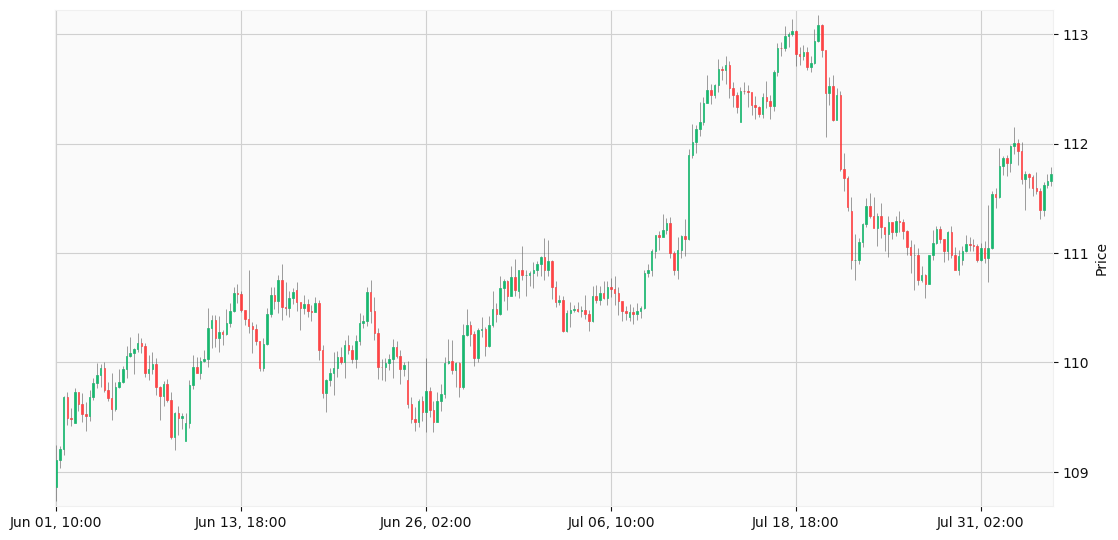 113
112
111
110
109
Price
Jun 01, 10:00
Jun 13, 18:00
Jun 26, 02:00
Jul 06, 10:00
Jul 18, 18:00
Jul 31, 02:00